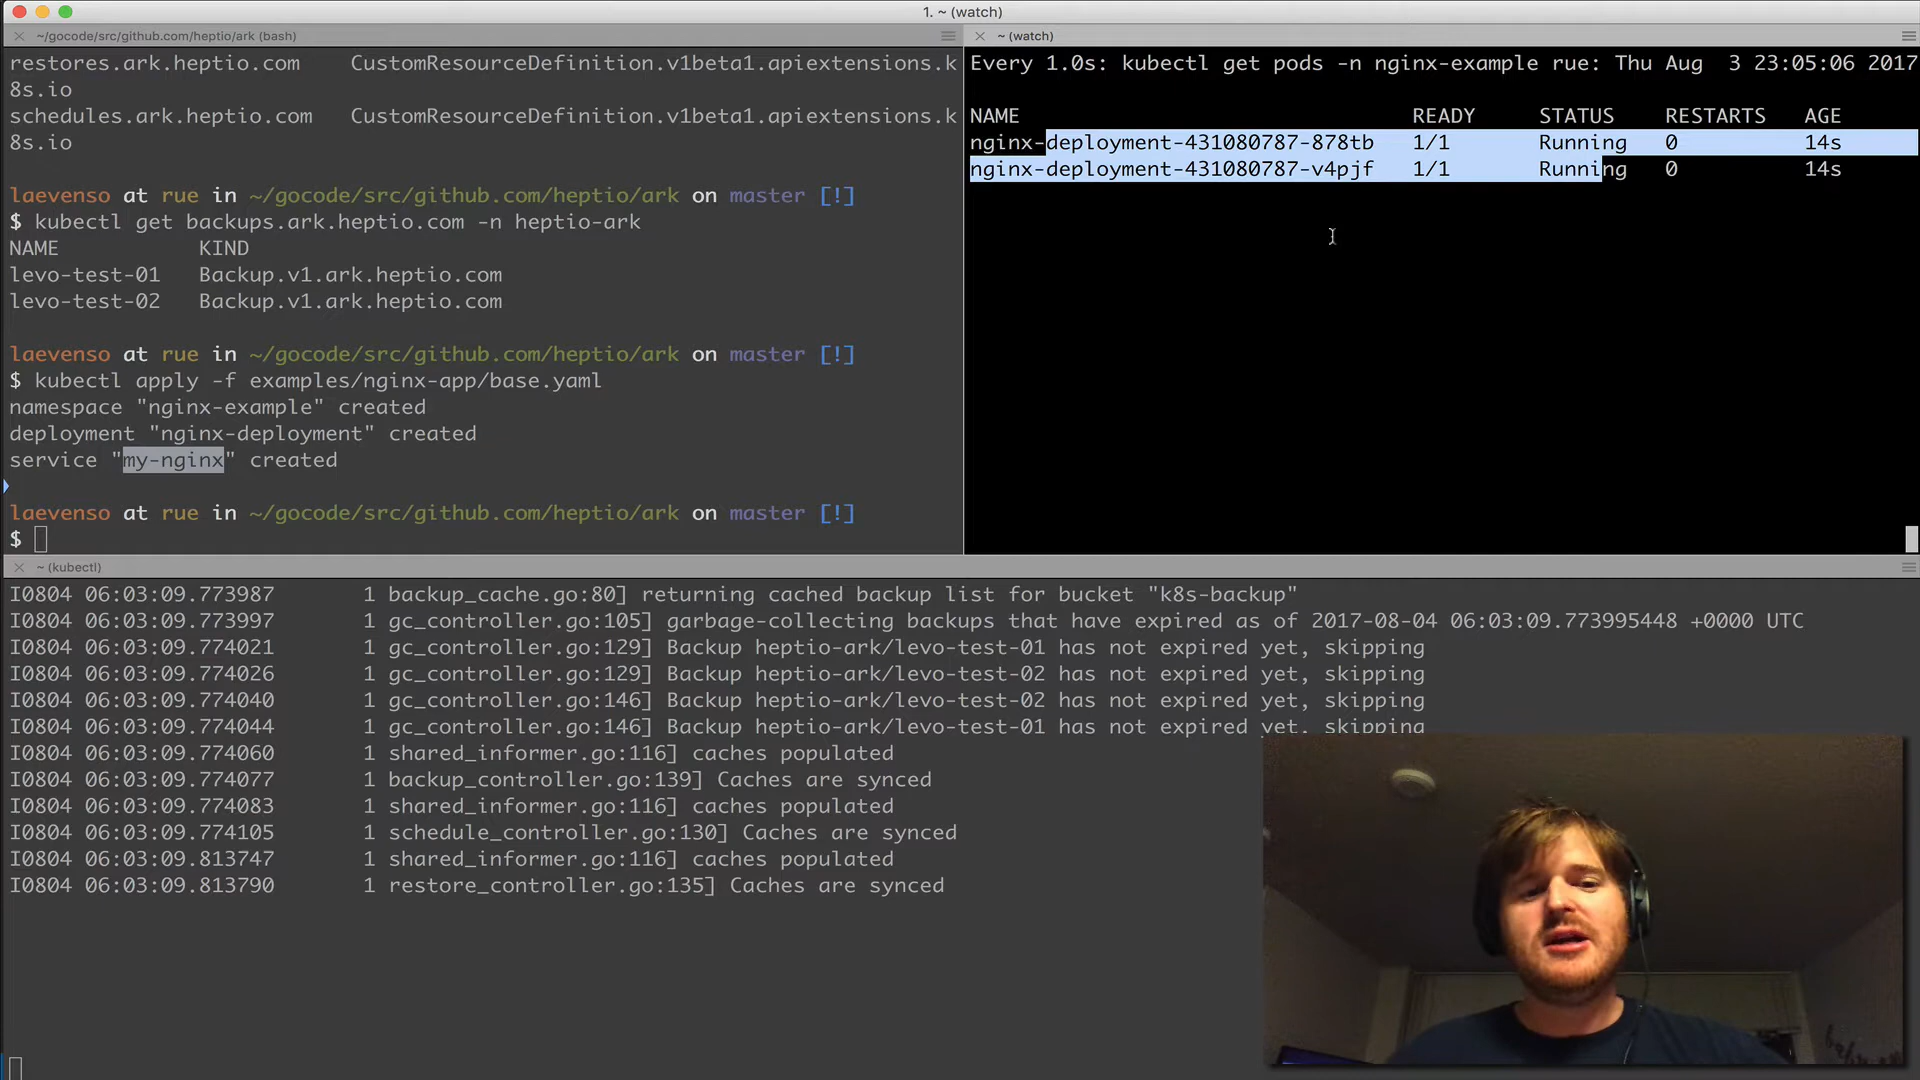 1. ~ (watch)
~/gocode/src/github.com/heptio/ark (bash)
restores.ark.heptio.com    CustomResourceDefinition.v1beta1.apiextensions.k
8s.io
schedules.ark.heptio.com   CustomResourceDefinition.v1beta1.apiextensions.k
8s.io
laevenso at rue in ~/gocode/src/github.com/heptio/ark on master [!]
$ kubectl get backups.ark.heptio.com -n heptio-ark
NAME           KIND
levo-test-01   Backup.v1.ark.heptio.com
levo-test-02   Backup.v1.ark.heptio.com
laevenso at rue in ~/gocode/src/github.com/heptio/ark on master [!]
$ kubectl apply -f examples/nginx-app/base.yaml
namespace "nginx-example" created
deployment "nginx-deployment" created
service "my-nginx" created
laevenso at rue in ~/gocode/src/github.com/heptio/ark on master [!]
$
~ (watch)
Every 1.0s: kubectl get pods -n nginx-example rue: Thu Aug  3 23:05:06 2017
NAME                               READY     STATUS    RESTARTS   AGE
nginx-deployment-431080787-878tb   1/1       Running   0          14s
nginx-deployment-431080787-v4pjf   1/1       Running   0          14s
~ (kubectl)
I0804 06:03:09.773987       1 backup_cache.go:80] returning cached backup list for bucket "k8s-backup"
I0804 06:03:09.773997       1 gc_controller.go:105] garbage-collecting backups that have expired as of 2017-08-04 06:03:09.773995448 +0000 UTC
I0804 06:03:09.774021       1 gc_controller.go:129] Backup heptio-ark/levo-test-01 has not expired yet, skipping
I0804 06:03:09.774026       1 gc_controller.go:129] Backup heptio-ark/levo-test-02 has not expired yet, skipping
I0804 06:03:09.774040       1 gc_controller.go:146] Backup heptio-ark/levo-test-02 has not expired yet, skipping
I0804 06:03:09.774044       1 gc_controller.go:146] Backup heptio-ark/levo-test-01 has not expired yet, skipping
I0804 06:03:09.774060       1 shared_informer.go:116] caches populated
I0804 06:03:09.774077       1 backup_controller.go:139] Caches are synced
I0804 06:03:09.774083       1 shared_informer.go:116] caches populated
I0804 06:03:09.774105       1 schedule_controller.go:130] Caches are synced
I0804 06:03:09.813747       1 shared_informer.go:116] caches populated
I0804 06:03:09.813790       1 restore_controller.go:135] Caches are synced